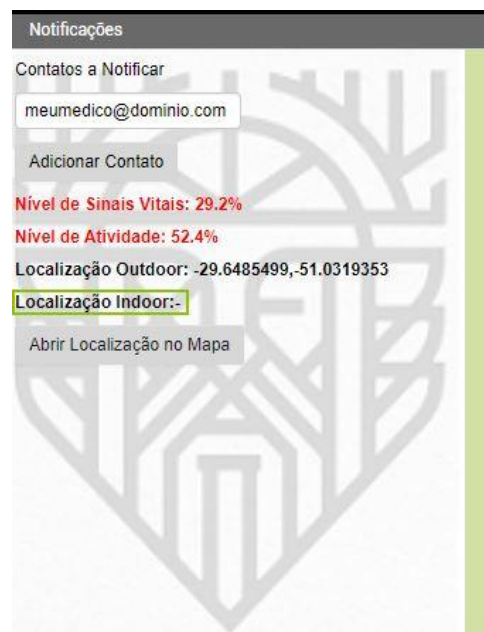 Notificações
Contatos a Notificar
meumedico@dominio.com
Adicionar Contato
Nível de Sinais Vitais: 29.2%
Nível de Atividade: 52.4%
Localização Outdoor: -29.6485499,-51.0319353
Localização Indoor:-
Abrir Localização no Mapa